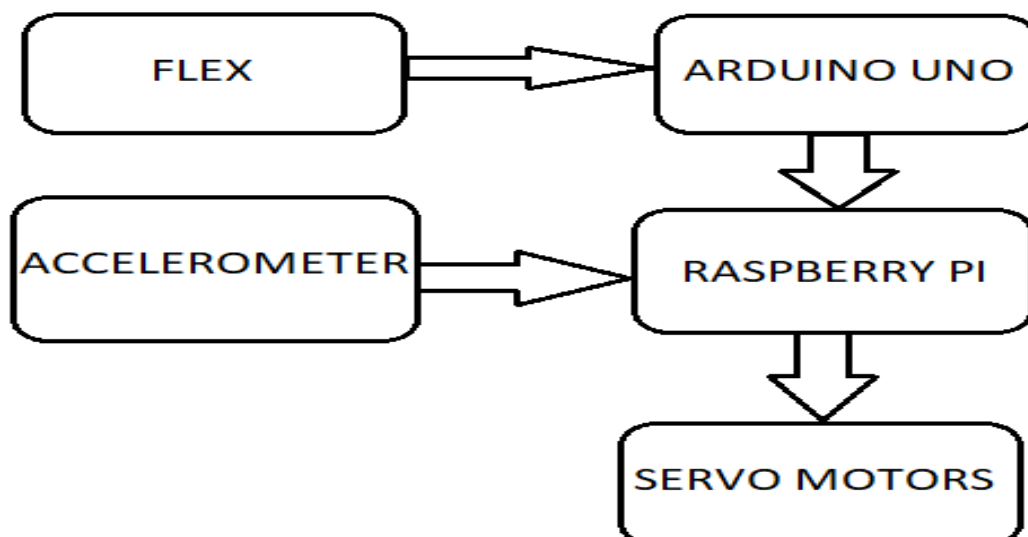 FLEX
ARDUINO UNO
ACCELEROMETER
RASPBERRY PI
SERVO MOTORS